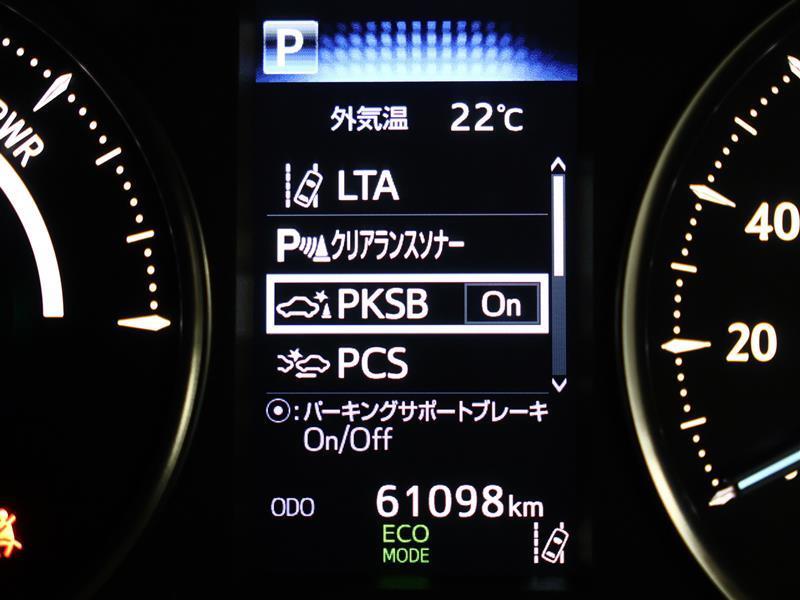 P
外気温 22℃
LTA
Pクリアランスソナー
PKSB On
PCS
⦿:パーキングサポートブレーキ
On/Off
ODO 61098km
ECO
MODE
PWR
40
20